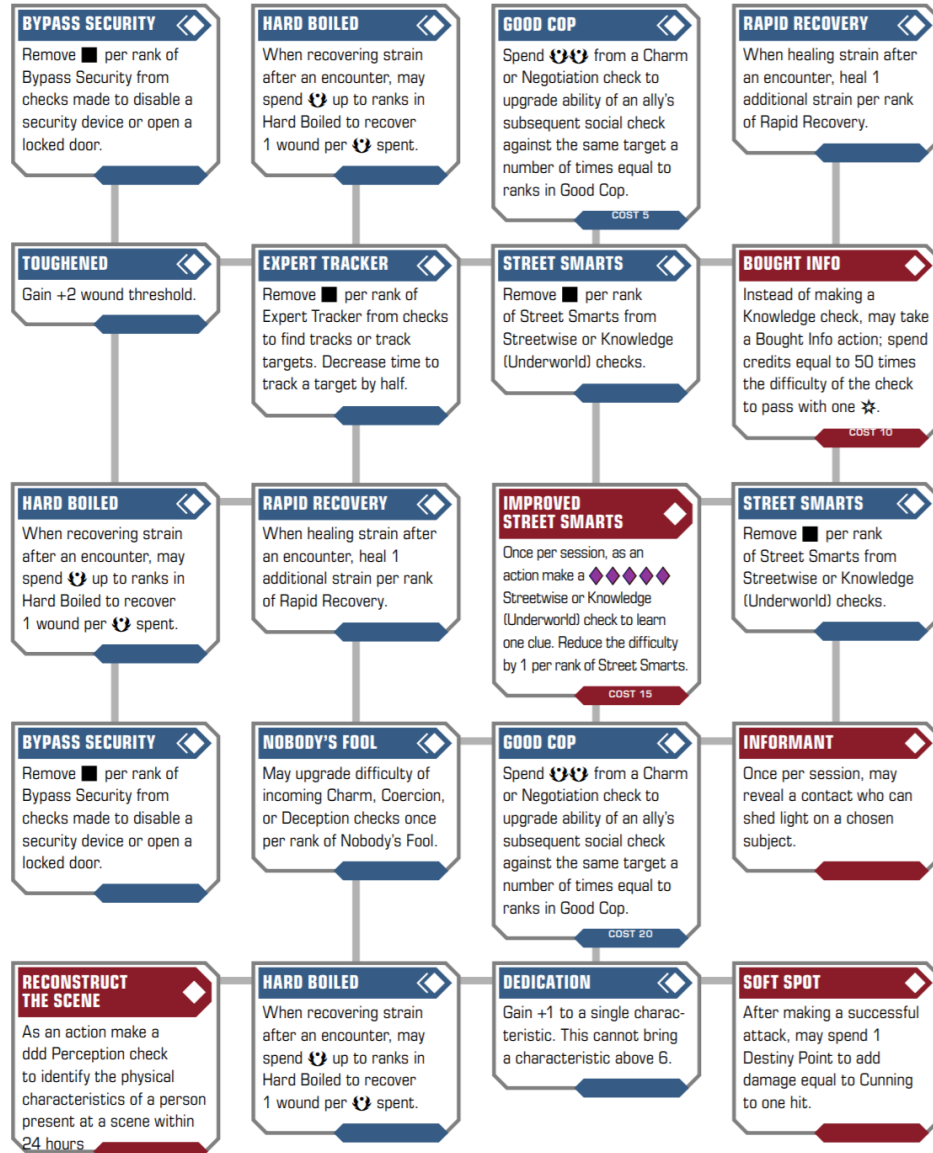 BYPASS SECURITY
Remove ■ per rank of
Bypass Security from
checks made to disable a
security device or open a
locked door.
HARD BOILED
When recovering strain
after an encounter, may
spend up to ranks in
Hard Boiled to recover
1 wound per spent.
GOOD COP
Spend from a Charm
or Negotiation check to
upgrade ability of an ally's
subsequent social check
against the same target a
number of times equal to
ranks in Good Cop.
COST 5
RAPID RECOVERY
When healing strain after
an encounter, heal 1
additional strain per rank
of Rapid Recovery.
TOUGHENED
Gain +2 wound threshold.
EXPERT TRACKER
Remove ■ per rank of
Expert Tracker from checks
to find tracks or track
targets. Decrease time to
track a target by half.
STREET SMARTS
Remove ■ per rank
of Street Smarts from
Streetwise or Knowledge
(Underworld) checks.
BOUGHT INFO
Instead of making a
Knowledge check, may take
a Bought Info action; spend
credits equal to 50 times
the difficulty of the check
to pass with one .
COST 10
HARD BOILED
When recovering strain
after an encounter, may
spend up to ranks in
Hard Boiled to recover
1 wound per spent.
RAPID RECOVERY
When healing strain after
an encounter, heal 1
additional strain per rank
of Rapid Recovery.
IMPROVED
STREET SMARTS
Once per session, as an
action make a ◆◆◆◆◆
Streetwise or Knowledge
(Underworld) check to learn
one clue. Reduce the difficulty
by 1 per rank of Street Smarts.
COST 15
STREET SMARTS
Remove ■ per rank
of Street Smarts from
Streetwise or Knowledge
(Underworld) checks.
BYPASS SECURITY
Remove ■ per rank of
Bypass Security from
checks made to disable a
security device or open a
locked door.
NOBODY'S FOOL
May upgrade difficulty of
incoming Charm, Coercion,
or Deception checks once
per rank of Nobody's Fool.
GOOD COP
Spend from a Charm
or Negotiation check to
upgrade ability of an ally's
subsequent social check
against the same target a
number of times equal to
ranks in Good Cop.
COST 20
INFORMANT
Once per session, may
reveal a contact who can
shed light on a chosen
subject.
RECONSTRUCT
THE SCENE
As an action make a
ddd Perception check
to identify the physical
characteristics of a person
present at a scene within
24 hours
HARD BOILED
When recovering strain
after an encounter, may
spend up to ranks in
Hard Boiled to recover
1 wound per spent.
DEDICATION
Gain +1 to a single charac-
teristic. This cannot bring
a characteristic above 6.
SOFT SPOT
After making a successful
attack, may spend 1
Destiny Point to add
damage equal to Cunning
to one hit.